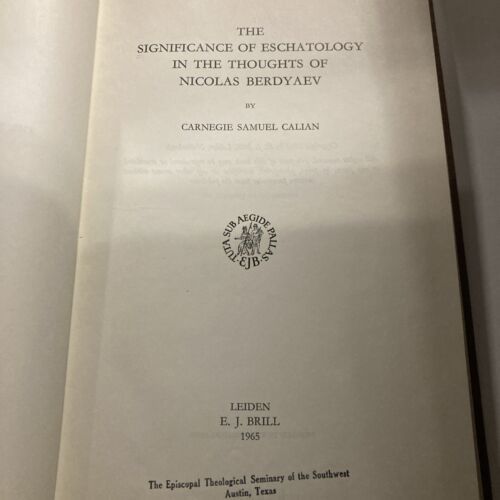 THE
SIGNIFICANCE OF ESCHATOLOGY
IN THE THOUGHTS OF
NICOLAS BERDYAEV
BY
CARNEGIE SAMUEL CALIAN
TUTA SUB AEGIDE PALLAS
EJB
LEIDEN
E. J. BRILL
1965
The Episcopal Theological Seminary of the Southwest
Austin, Texas